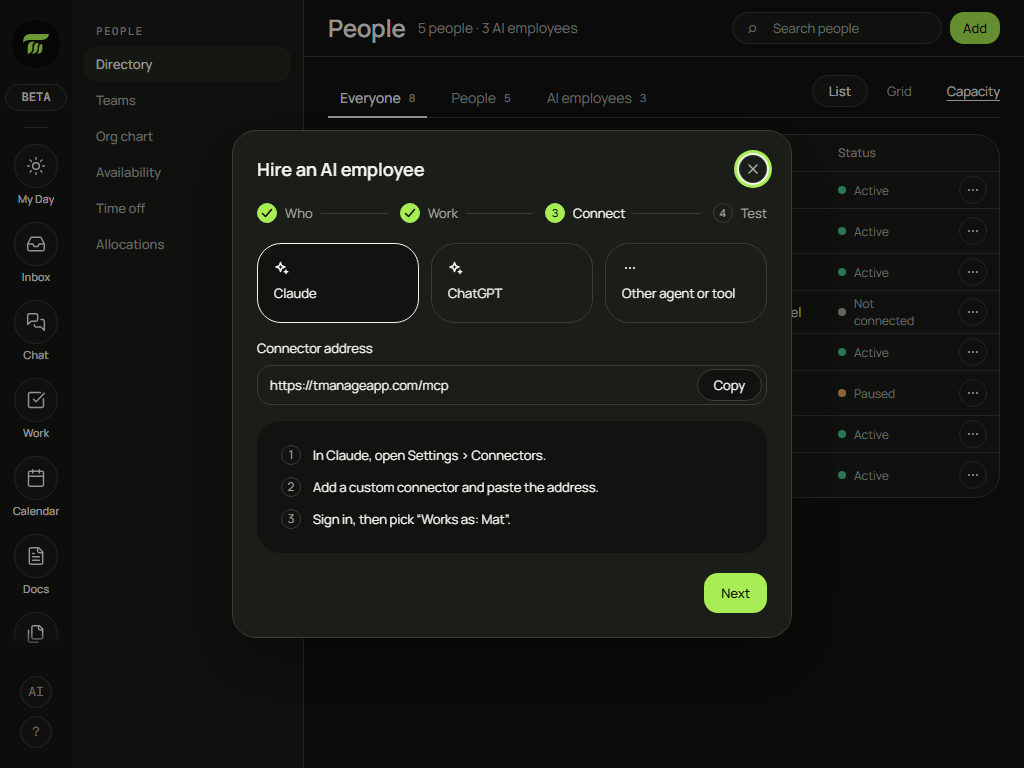 BETA
My Day
Inbox
Chat
Work
Calendar
Docs
AI
?
PEOPLE
Directory
Teams
Org chart
Availability
Time off
Allocations
People 5 people · 3 AI employees
Search people
Add
Everyone 8 People 5 AI employees 3
List Grid Capacity
Status
Active
Active
Active
el Not connected
Active
Paused
Active
Active
Hire an AI employee
Who Work 3 Connect 4 Test
Claude
ChatGPT
Other agent or tool
Connector address
https://tmanageapp.com/mcp Copy
1 In Claude, open Settings > Connectors.
2 Add a custom connector and paste the address.
3 Sign in, then pick “Works as: Mat”.
Next